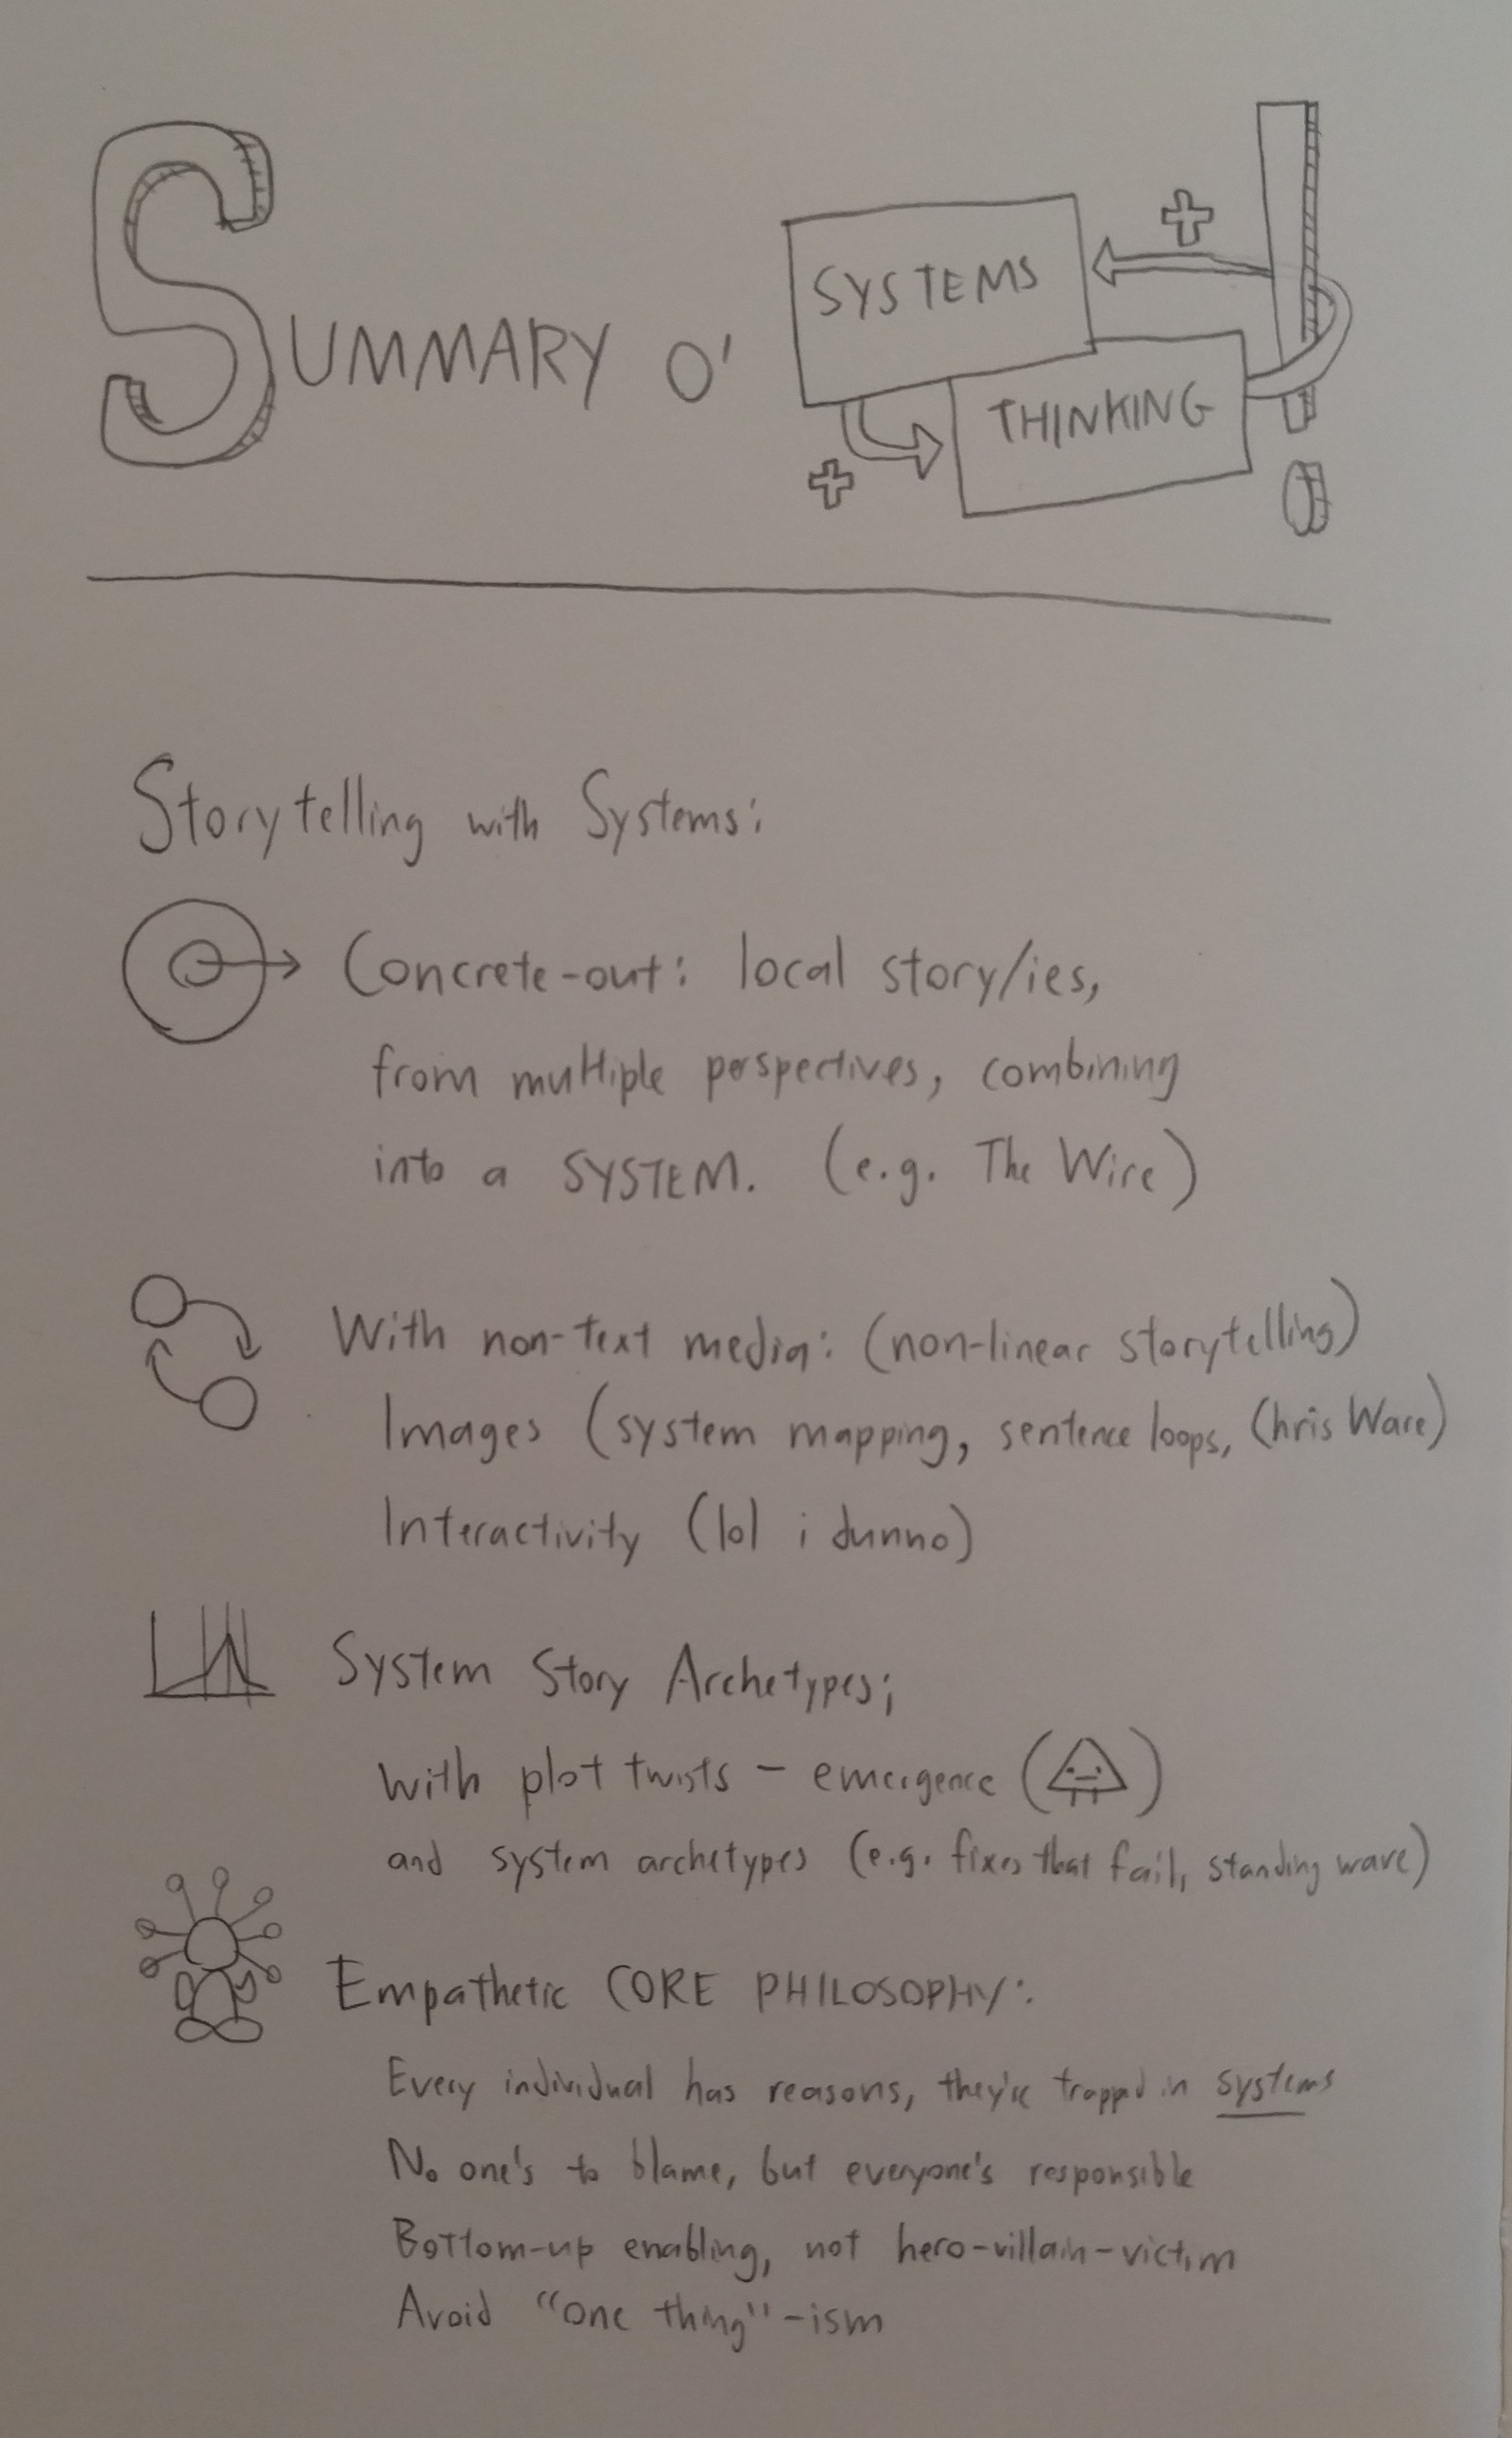 SUMMARY O' SYSTEMS THINKING!
+
+
Storytelling with Systems:
Concrete-out: local story/ies,
from multiple perspectives, combining
into a SYSTEM. (e.g. The Wire)
With non-text media: (non-linear storytelling)
Images (system mapping, sentence loops, Chris Ware)
Interactivity (lol i dunno)
System Story Archetypes;
with plot twists - emergence ( )
and system archetypes (e.g. fixes that fail, standing wave)
Empathetic CORE PHILOSOPHY:
Every individual has reasons, they're trapped in systems
No one's to blame, but everyone's responsible
Bottom-up enabling, not hero-villain-victim
Avoid "one thing"-ism